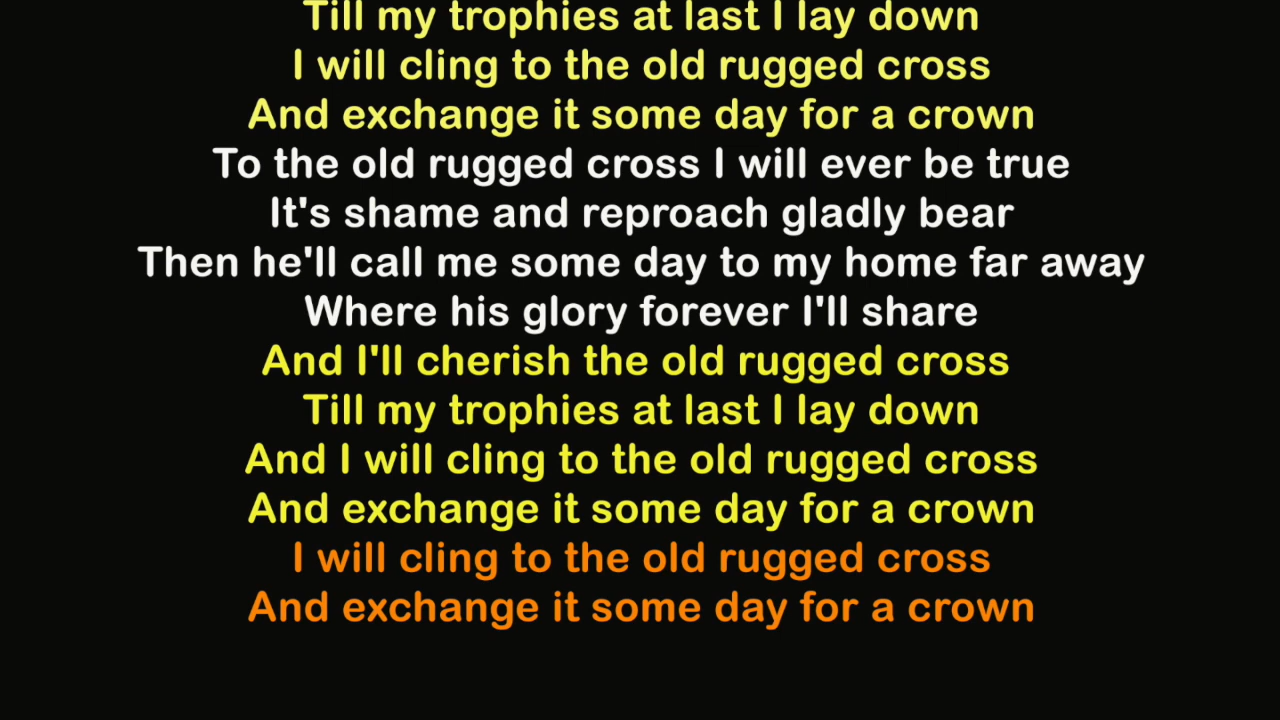 Till my trophies at last I lay down
I will cling to the old rugged cross
And exchange it some day for a crown
To the old rugged cross I will ever be true
It's shame and reproach gladly bear
Then he'll call me some day to my home far away
Where his glory forever I'll share
And I'll cherish the old rugged cross
Till my trophies at last I lay down
And I will cling to the old rugged cross
And exchange it some day for a crown
I will cling to the old rugged cross
And exchange it some day for a crown